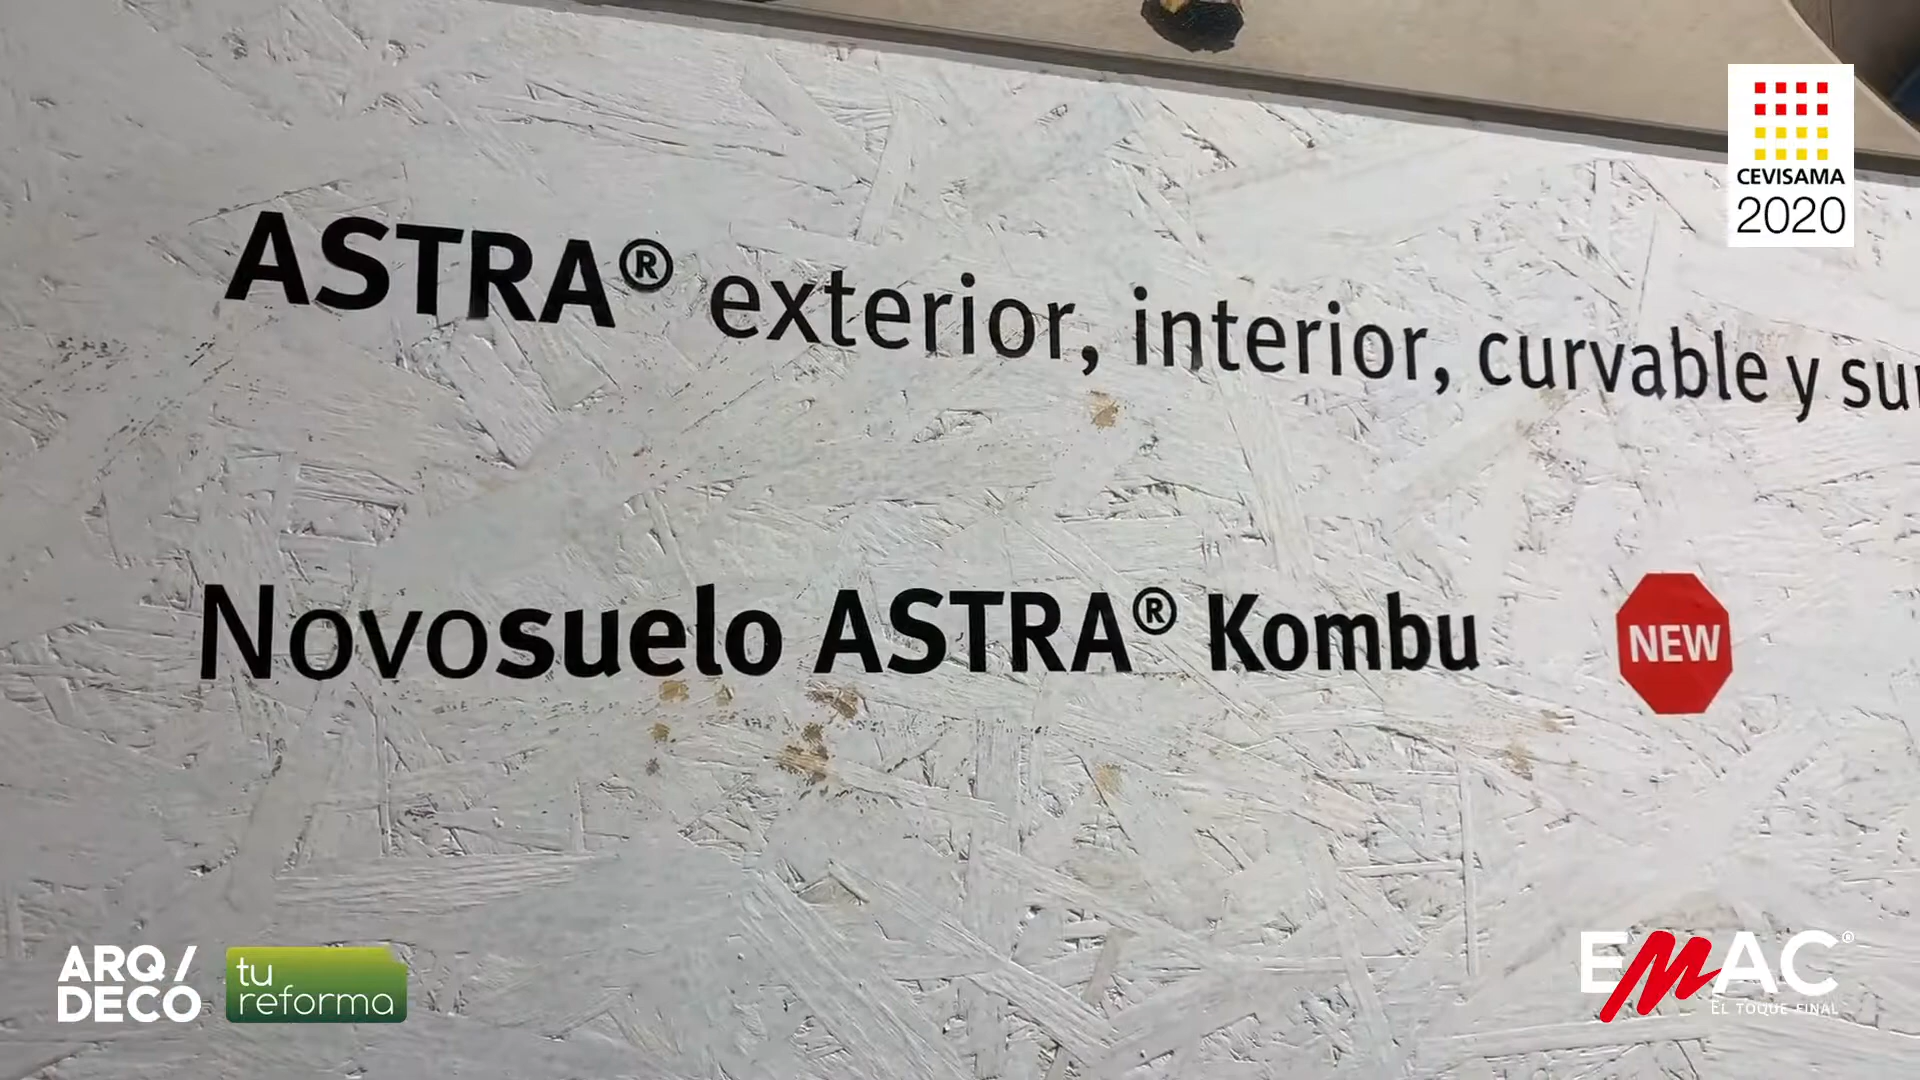 CEVISAMA
2020
ASTRA® exterior, interior, curvable y
Novosuelo ASTRA® Kombu
NEW
ARQ/
DECO
tu
reforma
EMAC®
EL TOQUE FINAL